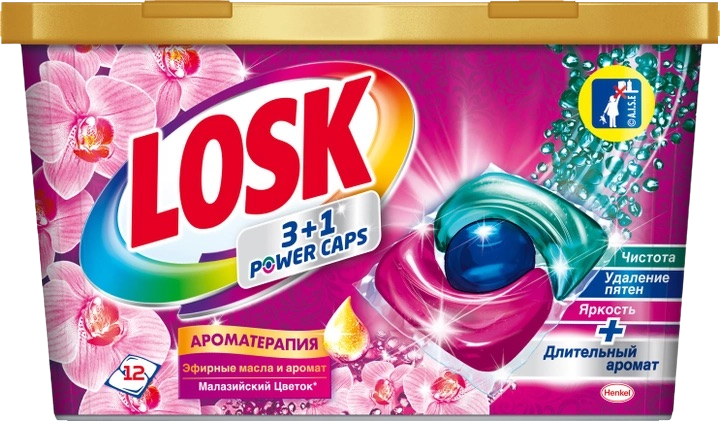 LOSK
3+1
POWER CAPS
АРОМАТЕРАПИЯ
Эфирные масла и аромат
Малазийский Цветок*
12
©A.I.S.E.
Чистота
Удаление
пятен
Яркость
+
Длительный
аромат
Henkel